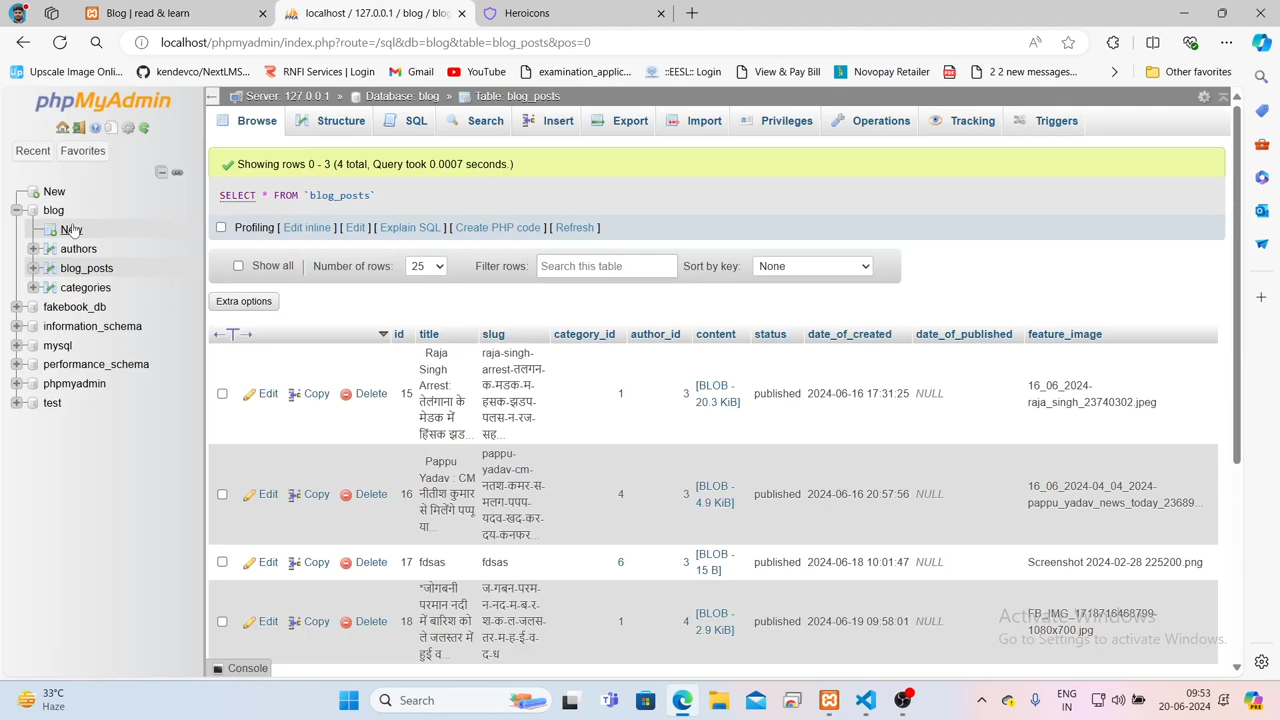 Blog | read & learn
localhost / 127.0.0.1 / blog / blog
Heroicons
localhost/phpmyadmin/index.php?route=/sql&db=blog&table=blog_posts&pos=0
Upscale Image Onli...
kendevco/NextLMS...
RNFI Services | Login
Gmail
YouTube
examination_applic...
::EESL:: Login
View & Pay Bill
Novopay Retailer
2 2 new messages...
Other favorites
phpMyAdmin
Server: 127.0.0.1 » Database: blog » Table: blog_posts
Browse Structure SQL Search Insert Export Import Privileges Operations Tracking Triggers
Recent Favorites
New
blog
New
authors
blog_posts
categories
fakebook_db
information_schema
mysql
performance_schema
phpmyadmin
test
Showing rows 0 - 3 (4 total, Query took 0.0007 seconds.)
SELECT * FROM `blog_posts`
Profiling [ Edit inline ] [ Edit ] [ Explain SQL ] [ Create PHP code ] [ Refresh ]
Show all Number of rows: 25 Filter rows: Search this table Sort by key: None
Extra options
id title slug category_id author_id content status date_of_created date_of_published feature_image
Edit Copy Delete 15
Raja
Singh
Arrest:
तेलंगाना के
मेडक में
हिंसक झड...
raja-singh-
arrest-तलगन-
क-मडक-म-
हसक-झडप-
पलस-न-रज-
सह...
1 3
[BLOB -
20.3 KiB]
published 2024-06-16 17:31:25 NULL
16_06_2024-
raja_singh_23740302.jpeg
Edit Copy Delete 16
Pappu
Yadav : CM
नीतीश कुमार
से मिलेंगे पप्पू
या...
pappu-
yadav-cm-
नतश-कमर-स-
मलग-पपप-
यदव-खद-कर-
दय-कनफर...
4 3
[BLOB -
4.9 KiB]
published 2024-06-16 20:57:56 NULL
16_06_2024-04_04_2024-
pappu_yadav_news_today_23689...
Edit Copy Delete 17 fdsas fdsas 6 3
[BLOB -
15 B]
published 2024-06-18 10:01:47 NULL Screenshot 2024-02-28 225200.png
Edit Copy Delete 18
*जोगबनी
परमान नदी
में बारिश को
ले जलस्तर में
हुई व...
ज-गबन-परम-
न-नद-म-ब-र-
श-क-ल-जलस-
तर-म-ह-ई-व-
द-ध
1 4
[BLOB -
2.9 KiB]
published 2024-06-19 09:58:01 NULL
FB_IMG_1718716468799-
1080x700.jpg
Activate Windows
Go to Settings to activate Windows.
Console
33°C
Haze
Search
ENG
IN
09:53
20-06-2024